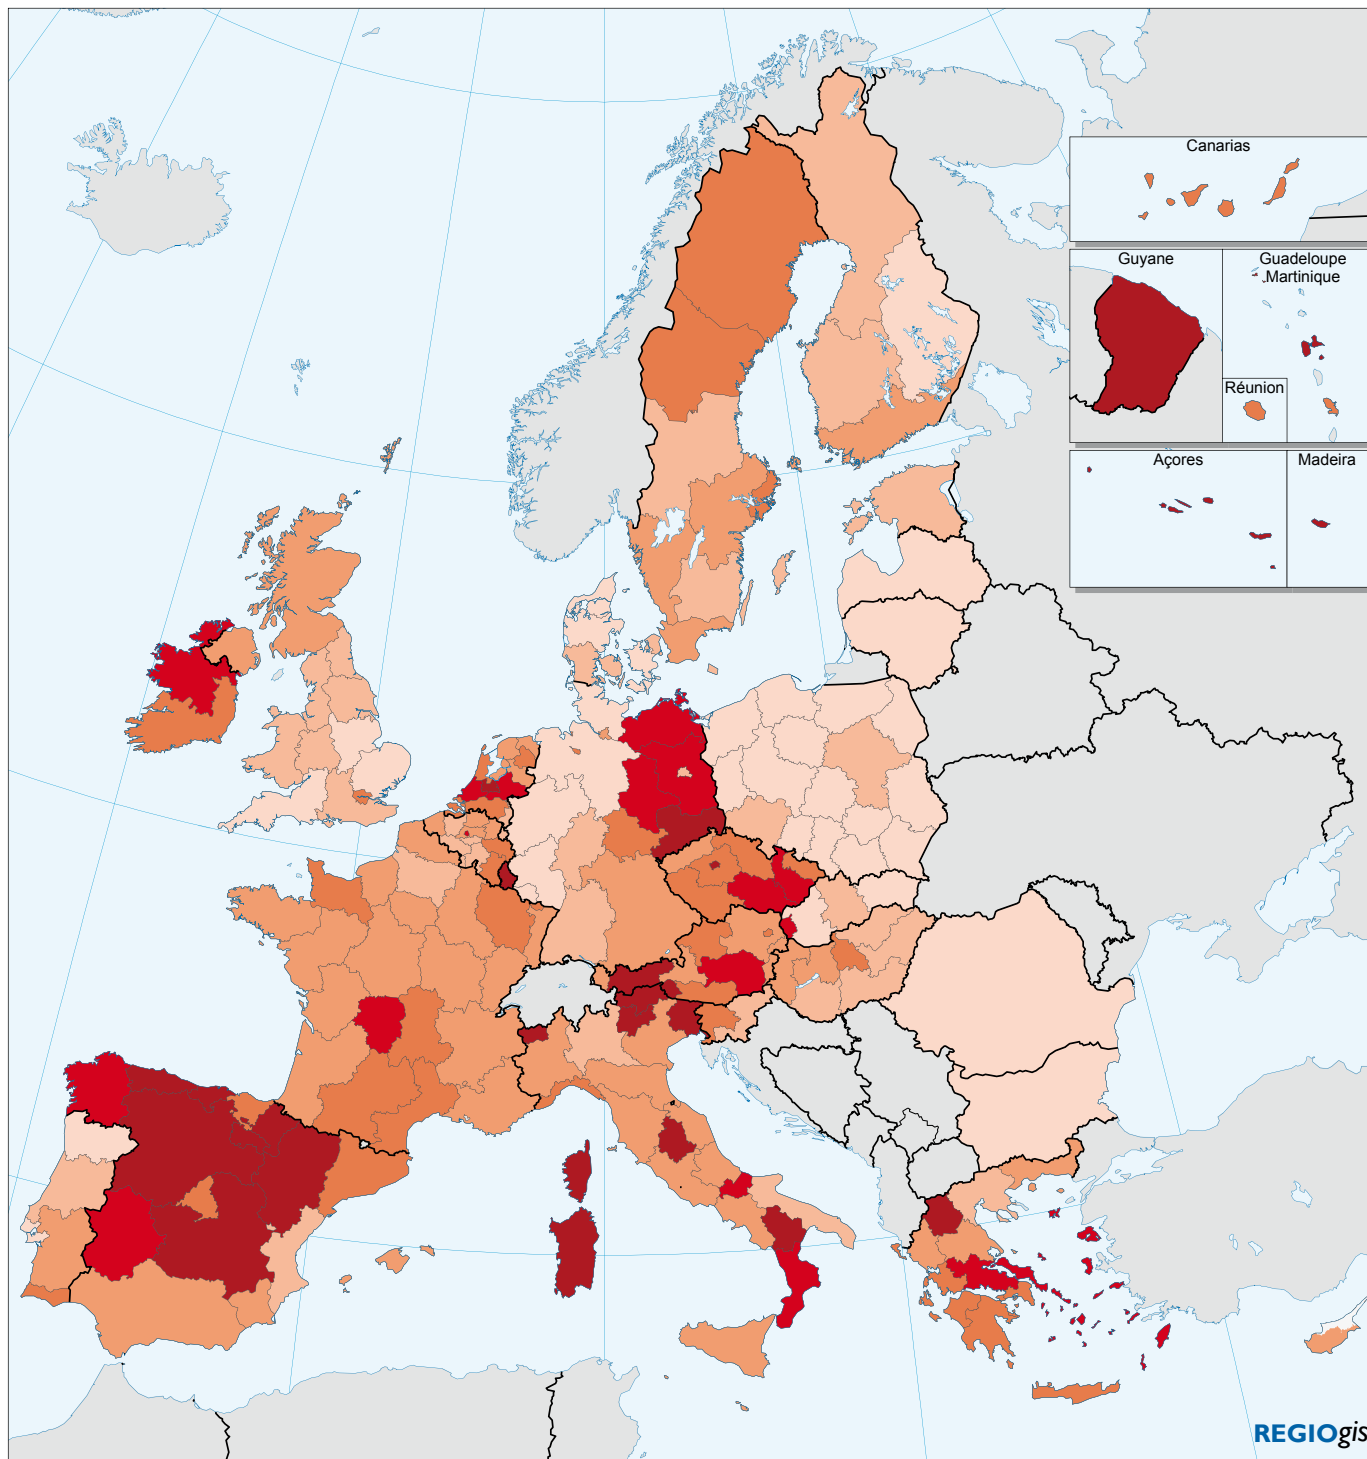 Canarias
Guyane
Guadeloupe
Martinique
Réunion
Açores
Madeira
REGIOgis